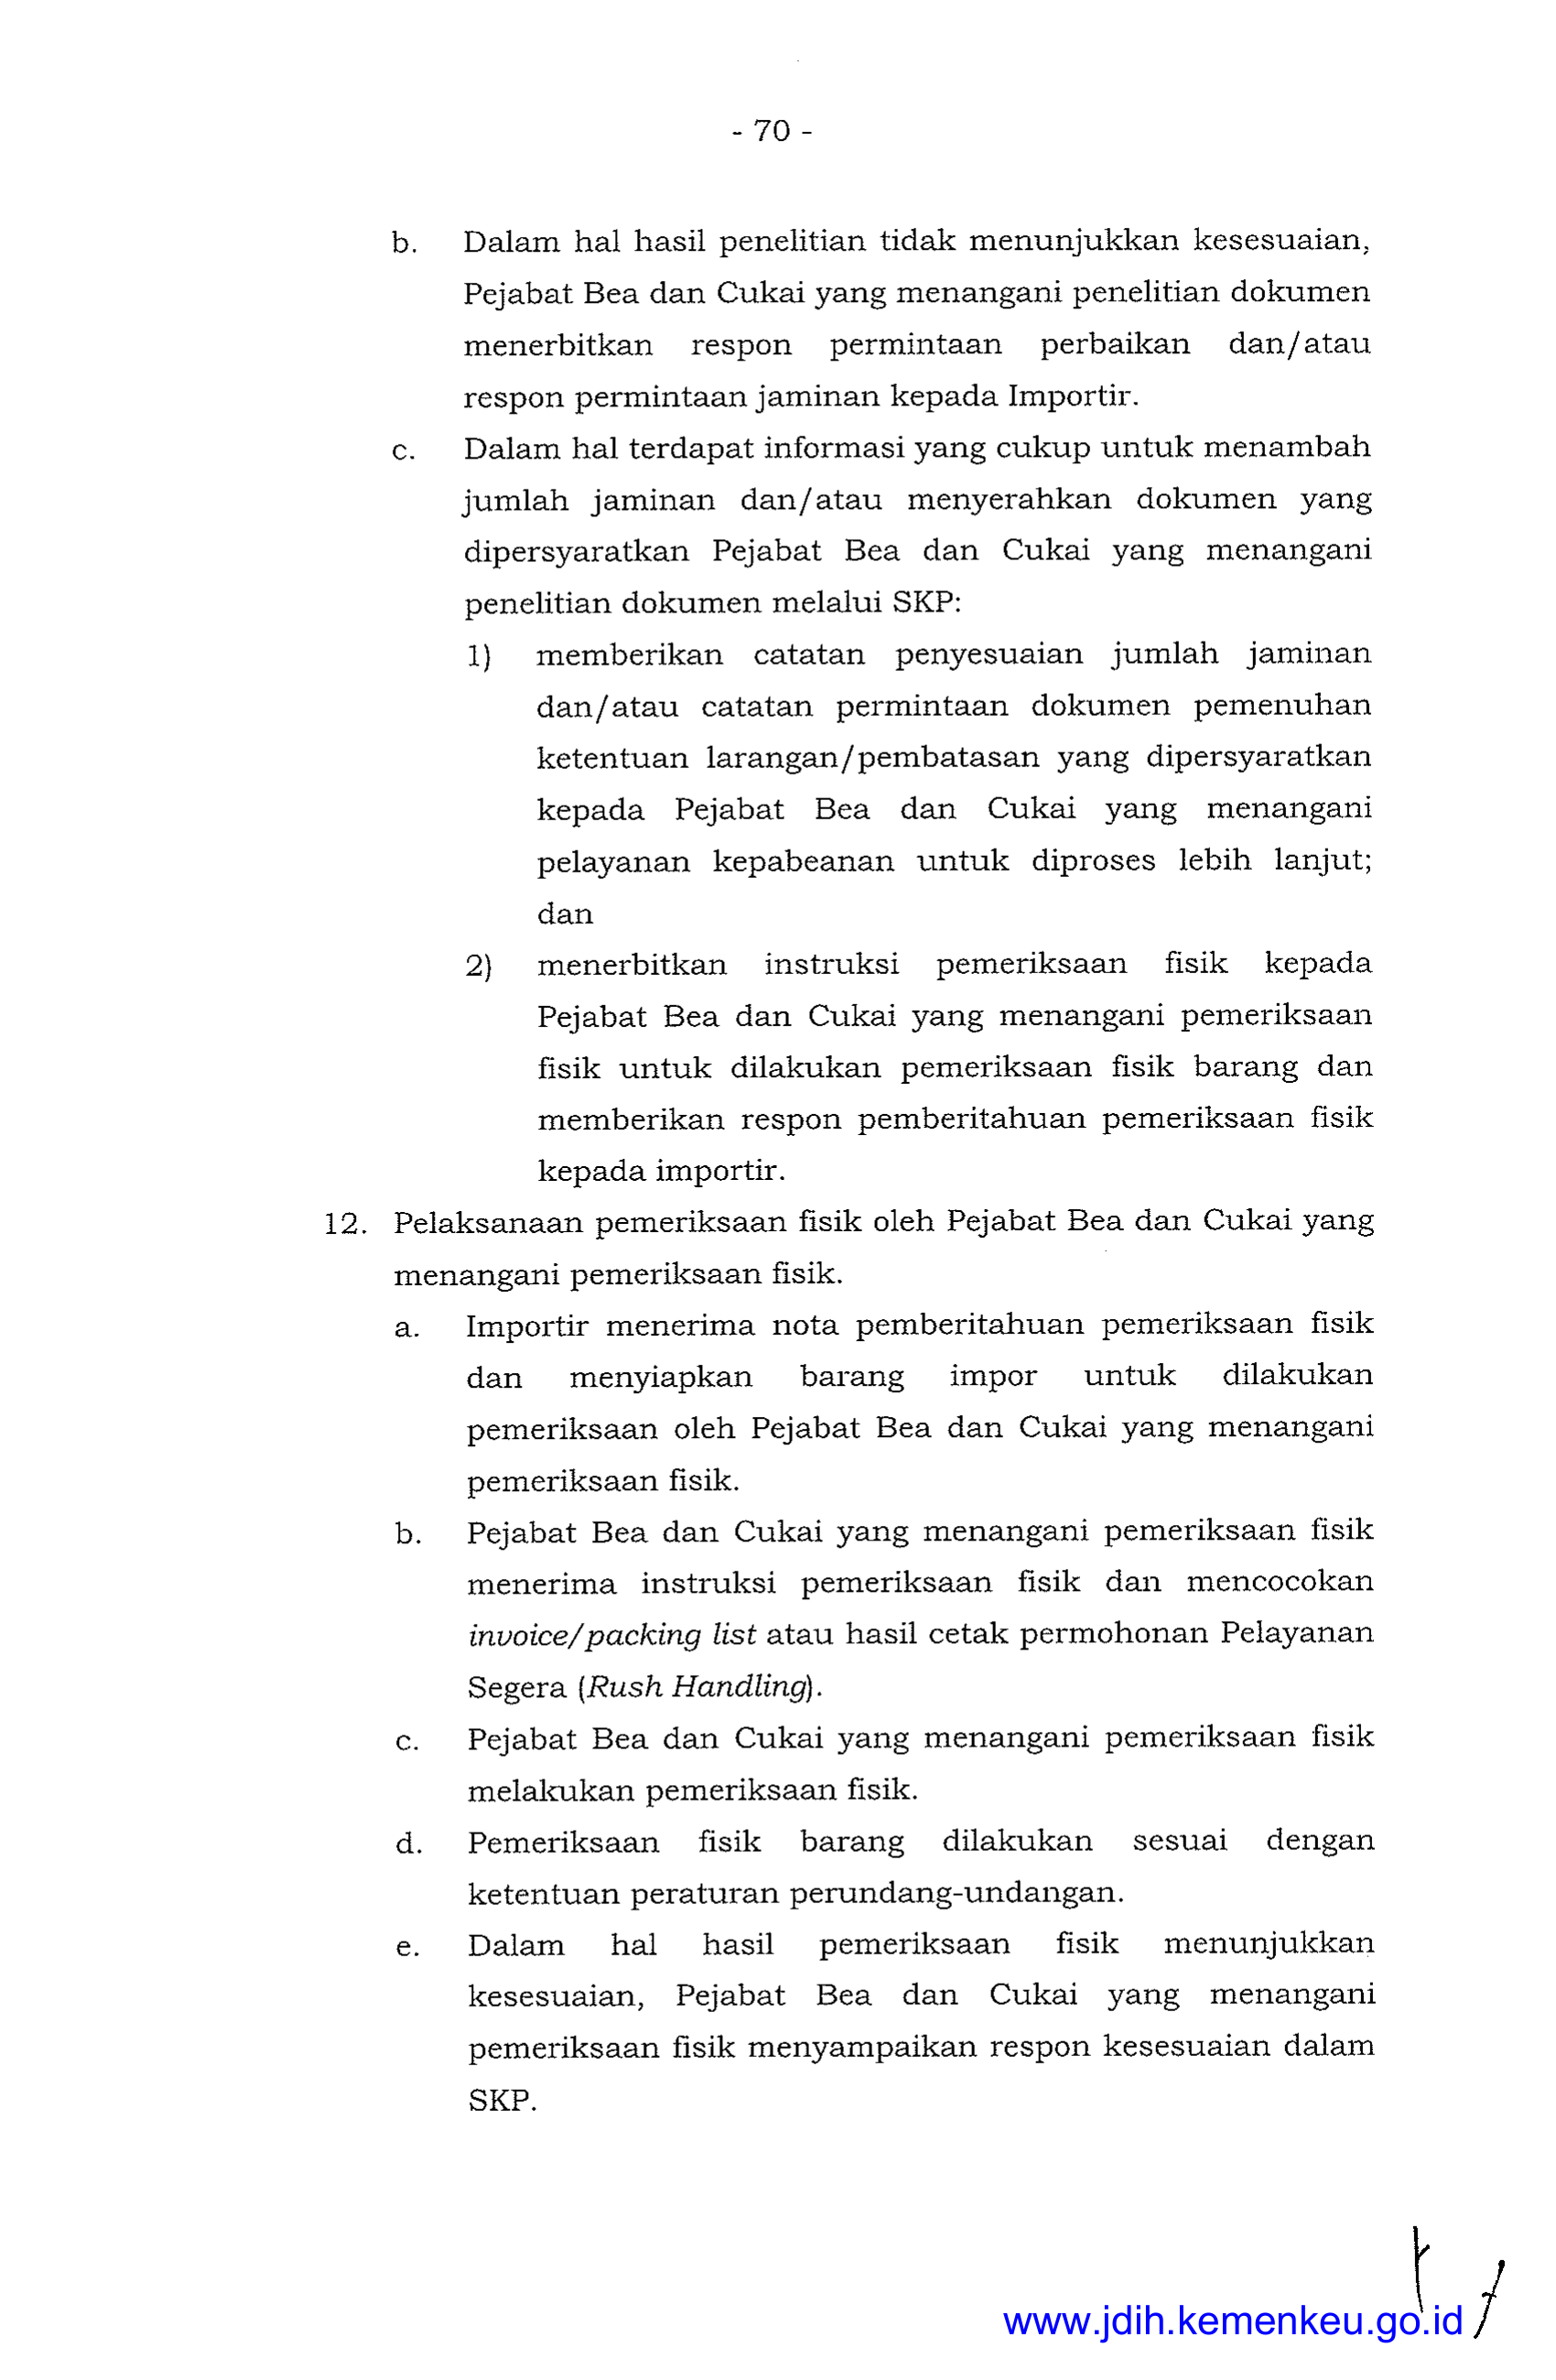 - 70 -
b. Dalam hal hasil penelitian tidak menunjukkan kesesuaian,
Pejabat Bea dan Cukai yang menangani penelitian dokumen
menerbitkan respon permintaan perbaikan dan/atau
respon permintaan jaminan kepada Importir.
c. Dalam hal terdapat informasi yang cukup untuk menambah
jumlah jaminan dan/atau menyerahkan dokumen yang
dipersyaratkan Pejabat Bea dan Cukai yang menangani
penelitian dokumen melalui SKP:
1) memberikan catatan penyesuaian jumlah jaminan
dan/atau catatan permintaan dokumen pemenuhan
ketentuan larangan/pembatasan yang dipersyaratkan
kepada Pejabat Bea dan Cukai yang menangani
pelayanan kepabeanan untuk diproses lebih lanjut;
dan
2) menerbitkan instruksi pemeriksaan fisik kepada
Pejabat Bea dan Cukai yang menangani pemeriksaan
fisik untuk dilakukan pemeriksaan fisik barang dan
memberikan respon pemberitahuan pemeriksaan fisik
kepada importir.
12. Pelaksanaan pemeriksaan fisik oleh Pejabat Bea dan Cukai yang
menangani pemeriksaan fisik.
a. Importir menerima nota pemberitahuan pemeriksaan fisik
dan menyiapkan barang impor untuk dilakukan
pemeriksaan oleh Pejabat Bea dan Cukai yang menangani
pemeriksaan fisik.
b. Pejabat Bea dan Cukai yang menangani pemeriksaan fisik
menerima instruksi pemeriksaan fisik dan mencocokan
invoice/packing list atau hasil cetak permohonan Pelayanan
Segera (Rush Handling).
c. Pejabat Bea dan Cukai yang menangani pemeriksaan fisik
melakukan pemeriksaan fisik.
d. Pemeriksaan fisik barang dilakukan sesuai dengan
ketentuan peraturan perundang-undangan.
e. Dalam hal hasil pemeriksaan fisik menunjukkan
kesesuaian, Pejabat Bea dan Cukai yang menangani
pemeriksaan fisik menyampaikan respon kesesuaian dalam
SKP.
www.jdih.kemenkeu.go.id